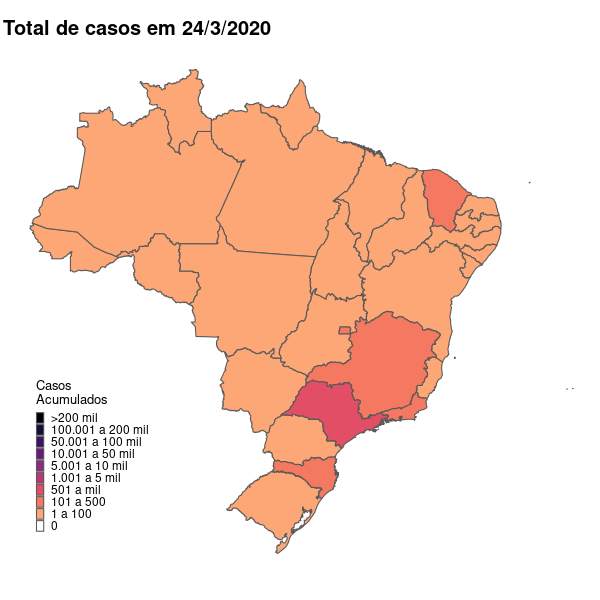 Total de casos em 24/3/2020
Casos
Acumulados
>200 mil
100.001 a 200 mil
50.001 a 100 mil
10.001 a 50 mil
5.001 a 10 mil
1.001 a 5 mil
501 a mil
101 a 500
1 a 100
0